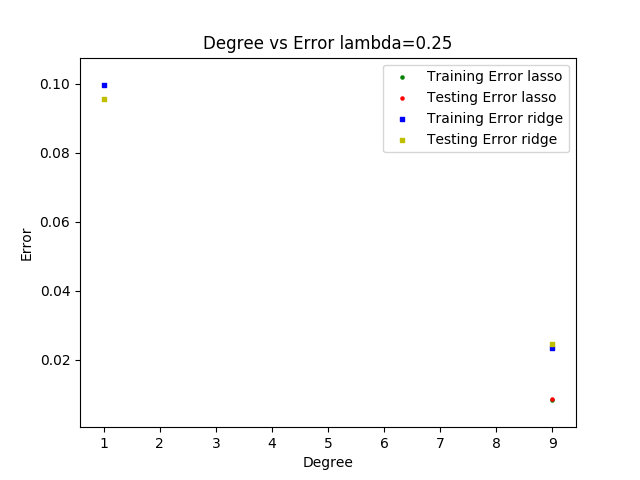 Degree vs Error lambda=0.25
Training Error lasso
Testing Error lasso
Training Error ridge
Testing Error ridge
0.10
0.08
0.06
0.04
0.02
Error
1 2 3 4 5 6 7 8 9
Degree